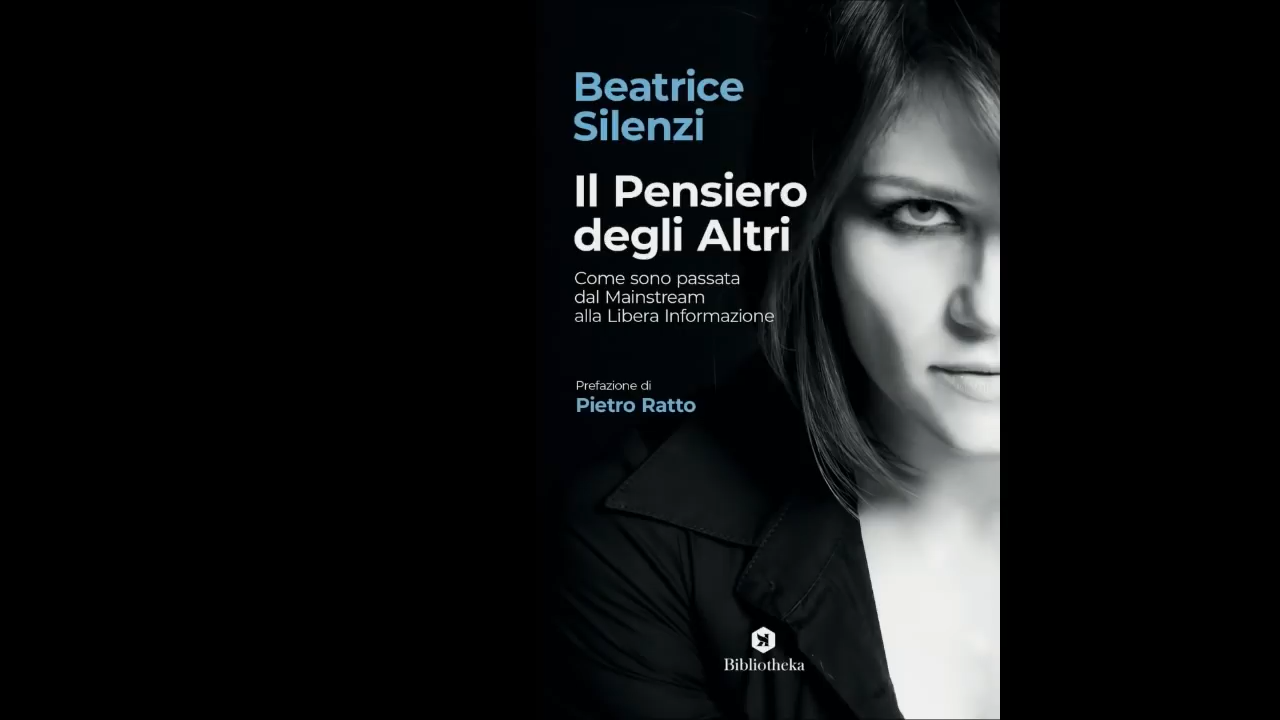 Beatrice
Silenzi
Il Pensiero
degli Altri
Come sono passata
dal Mainstream
alla Libera Informazione
Prefazione di
Pietro Ratto
Bibliotheka